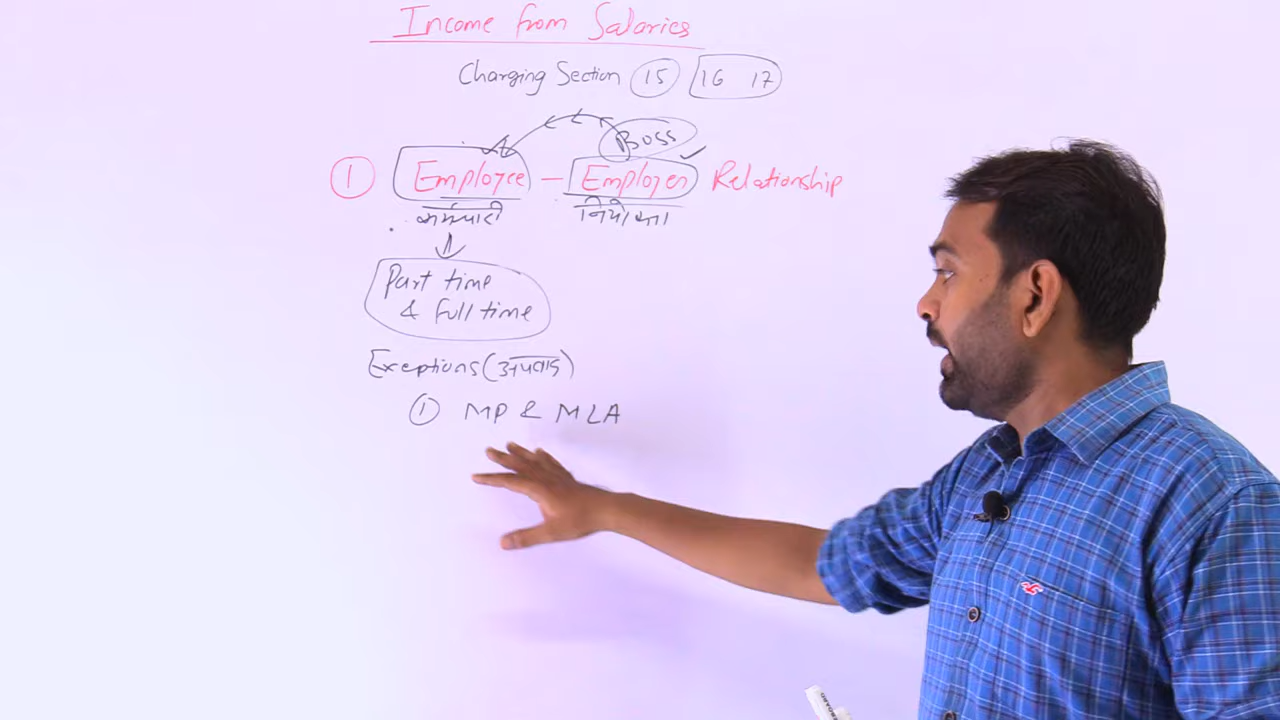 Income from Salaries
Charging Section 15 16 17
Boss
① Employee - Employer Relationship
कर्मचारी नियोक्ता
Part time
& Full time
Exeptions (अपवाद)
① MP & MLA